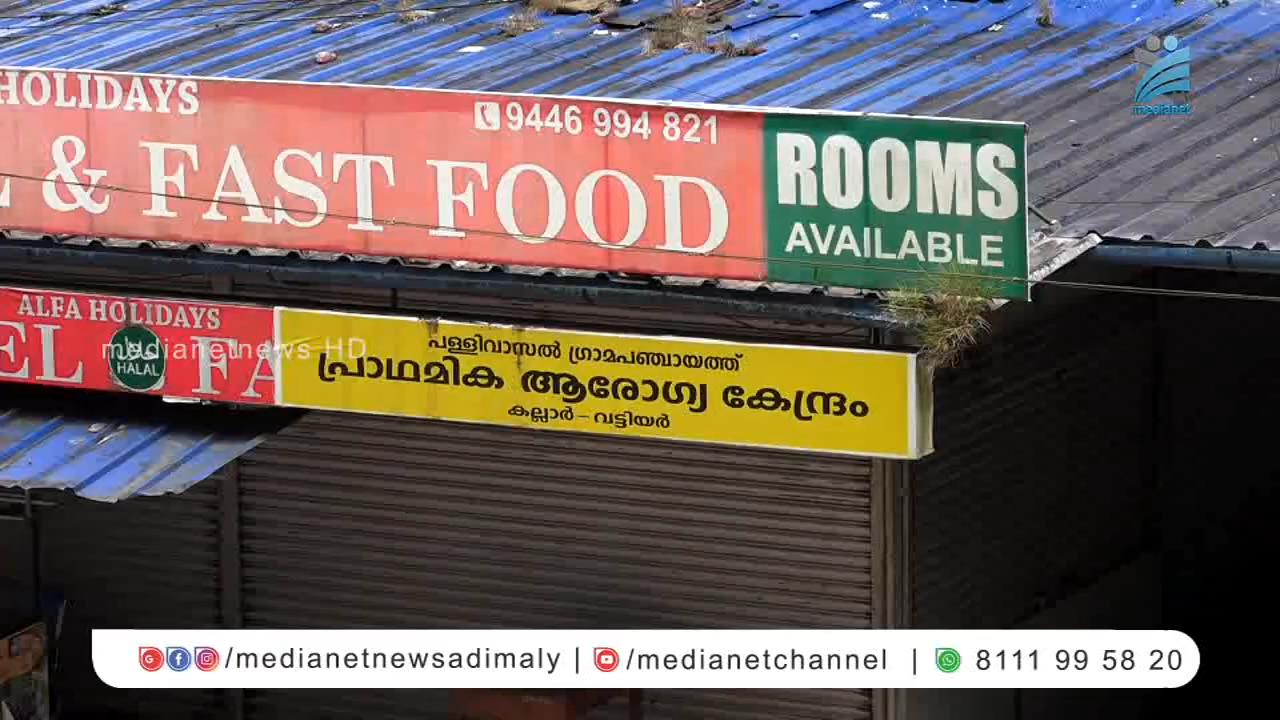 HOLIDAYS
9446 994 821
& FAST FOOD
ROOMS
AVAILABLE
medianet
ALFA HOLIDAYS
EL
HALAL
FA
medianetnews HD
പള്ളിവാസൽ ഗ്രാമപഞ്ചായത്ത്
പ്രാഥമിക ആരോഗ്യ കേന്ദ്രം
കല്ലാർ – വട്ടിയർ
/medianetnewsadimaly | /medianetchannel | 8111 99 58 20